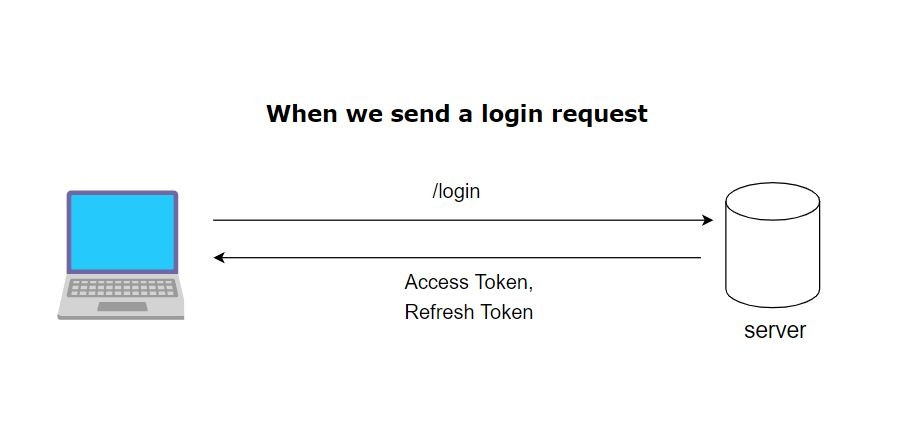 When we send a login request
/login
Access Token,
Refresh Token
server